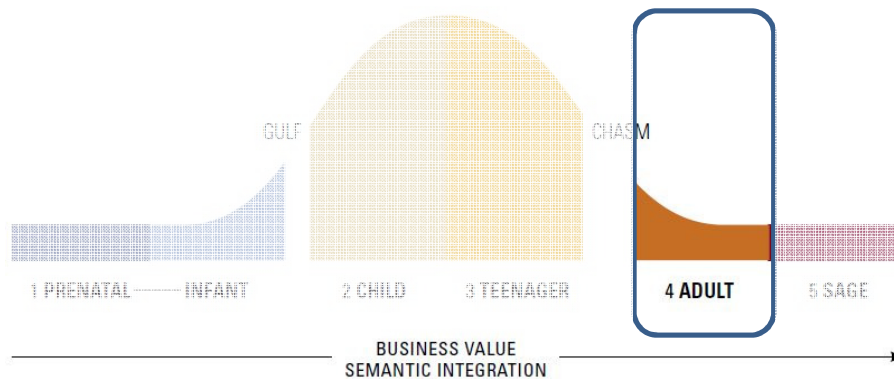 GULF
CHASM
1 PRENATAL INFANT 2 CHILD 3 TEENAGER 4 ADULT 5 SAGE
BUSINESS VALUE
SEMANTIC INTEGRATION